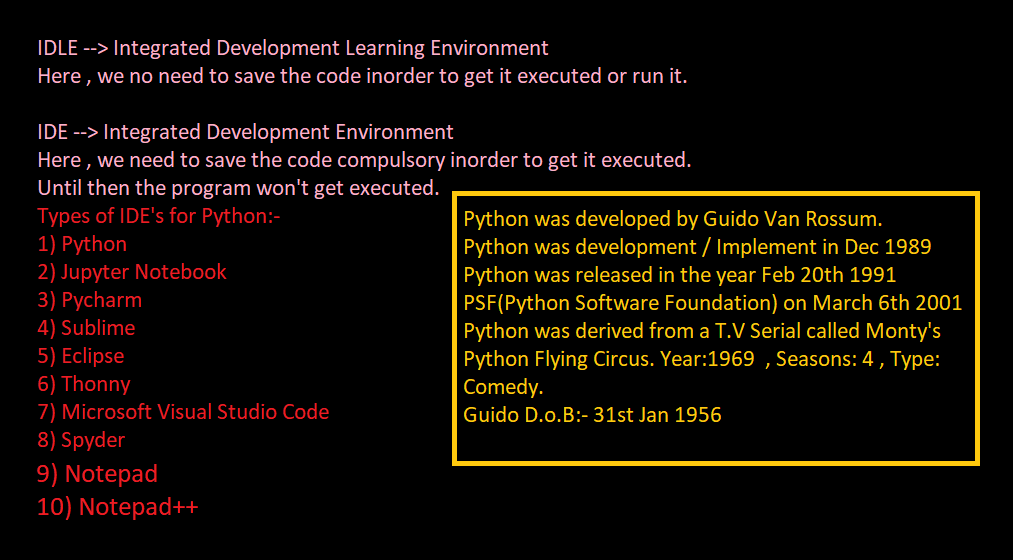 IDLE --> Integrated Development Learning Environment
Here , we no need to save the code inorder to get it executed or run it.
IDE --> Integrated Development Environment
Here , we need to save the code compulsory inorder to get it executed.
Until then the program won't get executed.
Types of IDE's for Python:-
1) Python
2) Jupyter Notebook
3) Pycharm
4) Sublime
5) Eclipse
6) Thonny
7) Microsoft Visual Studio Code
8) Spyder
9) Notepad
10) Notepad++
Python was developed by Guido Van Rossum.
Python was development / Implement in Dec 1989
Python was released in the year Feb 20th 1991
PSF(Python Software Foundation) on March 6th 2001
Python was derived from a T.V Serial called Monty's
Python Flying Circus. Year:1969  , Seasons: 4 , Type:
Comedy.
Guido D.o.B:- 31st Jan 1956